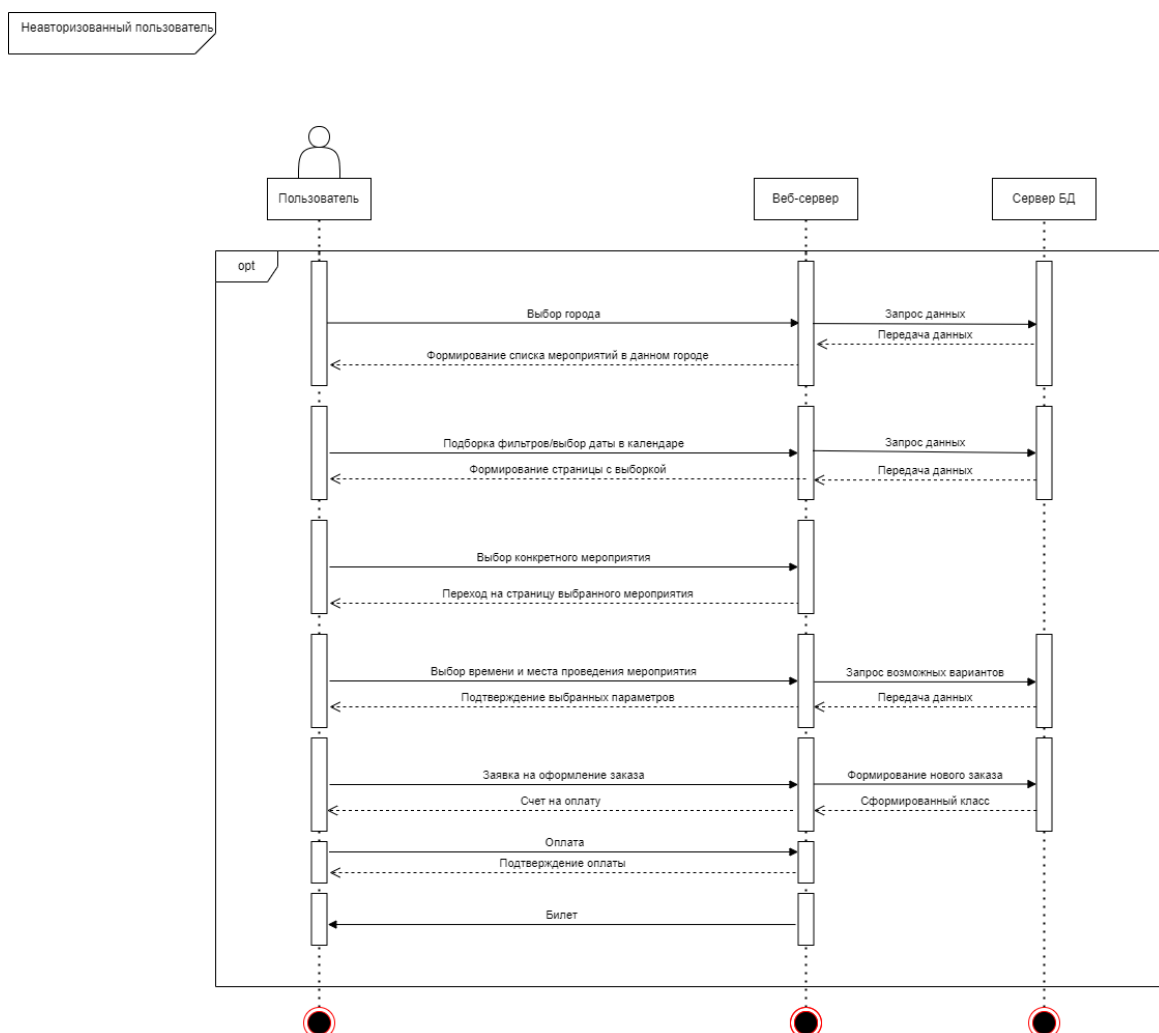 Неавторизованный пользователь
Пользователь
Веб-сервер
Сервер БД
opt
Выбор города
Запрос данных
Передача данных
Формирование списка мероприятий в данном городе
Подборка фильтров/выбор даты в календаре
Запрос данных
Формирование страницы с выборкой
Передача данных
Выбор конкретного мероприятия
Переход на страницу выбранного мероприятия
Выбор времени и места проведения мероприятия
Запрос возможных вариантов
Подтверждение выбранных параметров
Передача данных
Заявка на оформление заказа
Формирование нового заказа
Счет на оплату
Сформированный класс
Оплата
Подтверждение оплаты
Билет